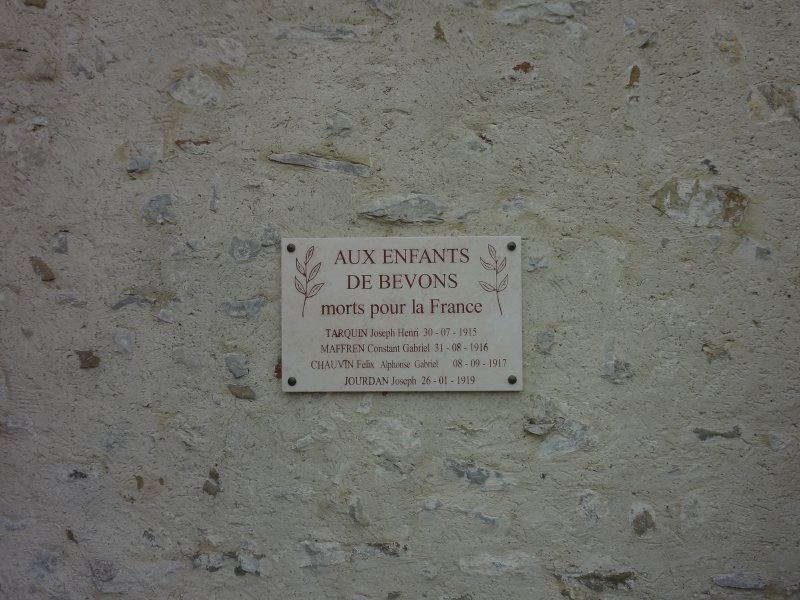 AUX ENFANTS
DE BEVONS
morts pour la France
TARQUIN Joseph Henri 30 - 07 - 1915
MAFFREN Constant Gabriel 31 - 08 - 1916
CHAUVIN Felix Alphonse Gabriel 08 - 09 - 1917
JOURDAN Joseph 26 - 01 - 1919